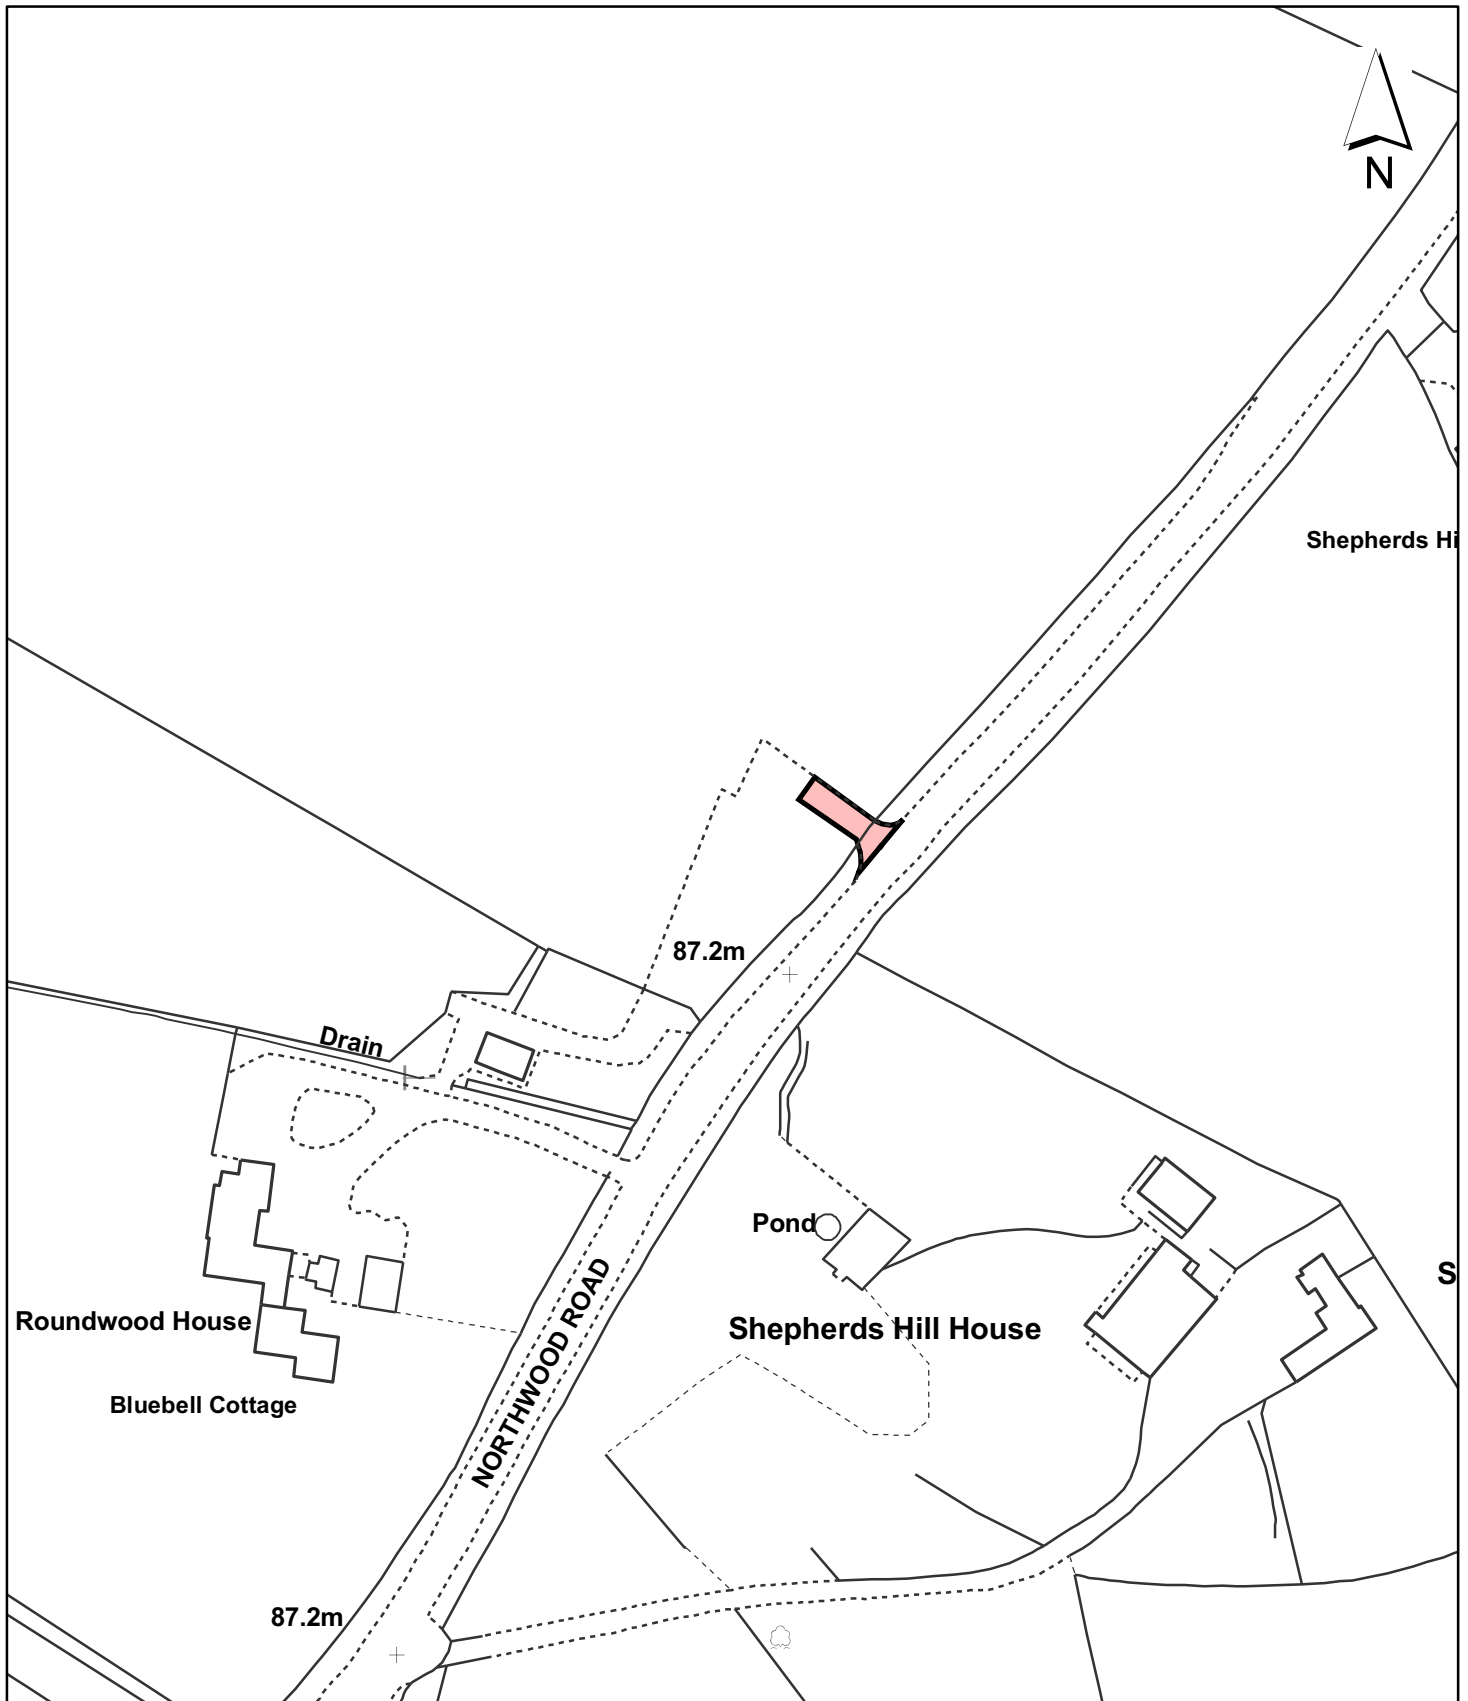 N
Shepherds Hi
87.2m
Drain
Pond
S
NORTHWOOD ROAD
Roundwood House
Shepherds Hill House
Bluebell Cottage
87.2m